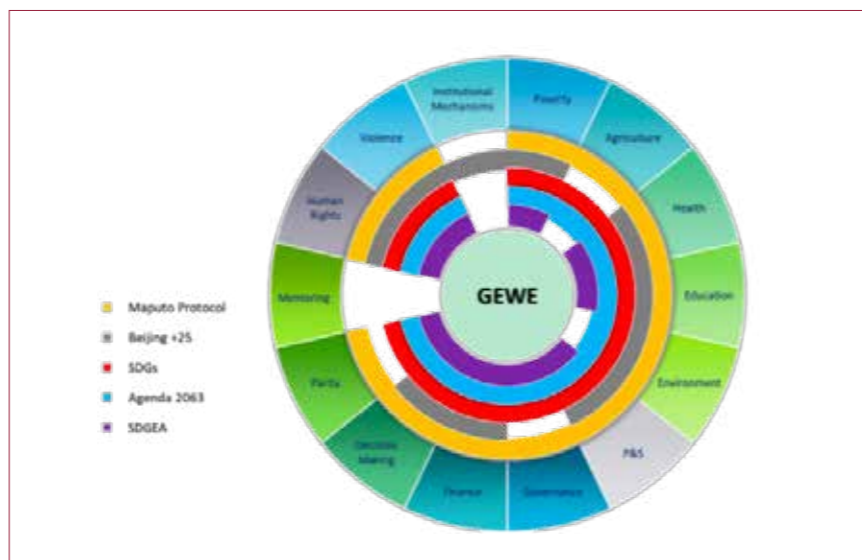 Institutional
Mechanisms
Poverty
Agriculture
Health
Education
Environment
P&S
Governance
Finance
Decision
Making
Parity
Mentoring
Human
Rights
Violence
GEWE
Maputo Protocol
Beijing +25
SDGs
Agenda 2063
SDGEA